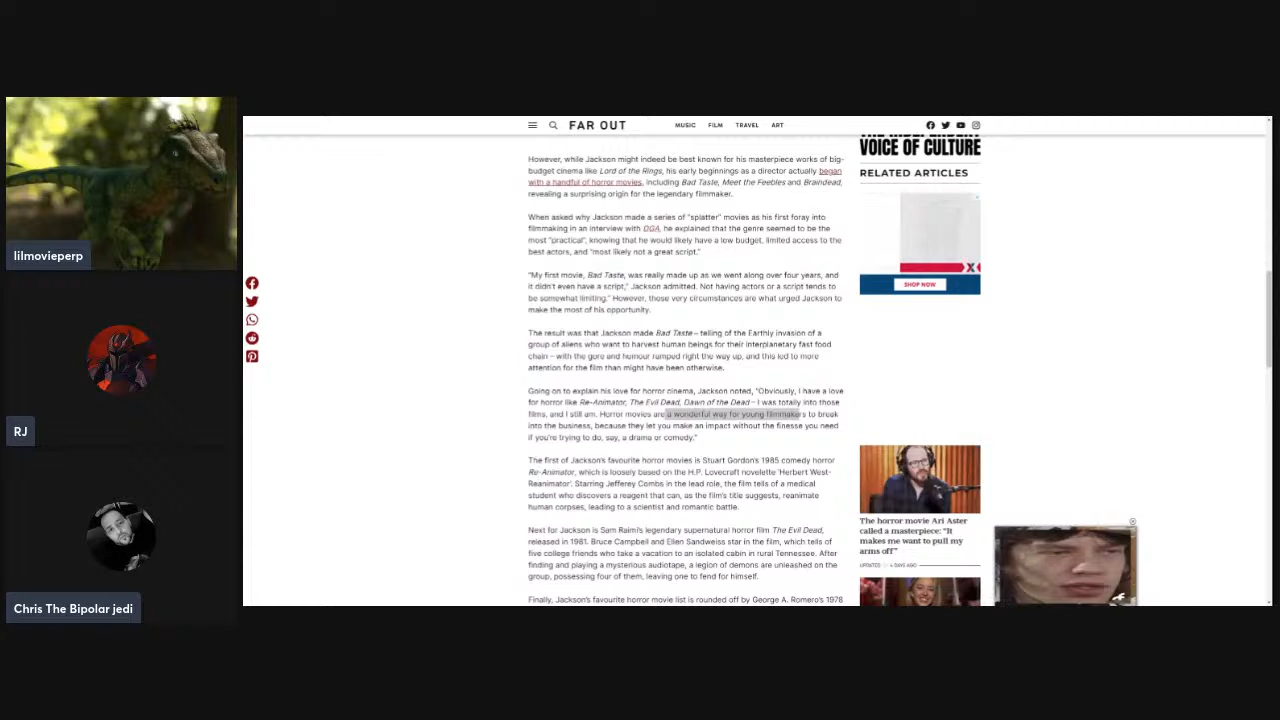 lilmovieperp
RJ
Chris The Bipolar jedi
FAR OUT
MUSIC FILM TRAVEL ART
However, while Jackson might indeed be best known for his masterpiece works of big-
budget cinema like Lord of the Rings, his early beginnings as a director actually began
with a handful of horror movies, including Bad Taste, Meet the Feebles and Braindead,
revealing a surprising origin for the legendary filmmaker.
When asked why Jackson made a series of "splatter" movies as his first foray into
filmmaking in an interview with DGA, he explained that the genre seemed to be the
most "practical", knowing that he would likely have a low budget, limited access to the
best actors, and "most likely not a great script."
"My first movie, Bad Taste, was really made up as we went along over four years, and
it didn't even have a script," Jackson admitted. Not having actors or a script tends to
be somewhat limiting." However, those very circumstances are what urged Jackson to
make the most of his opportunity.
The result was that Jackson made Bad Taste – telling of the Earthly invasion of a
group of aliens who want to harvest human beings for their interplanetary fast food
chain – with the gore and humour ramped right the way up, and this led to more
attention for the film than might have been otherwise.
Going on to explain his love for horror cinema, Jackson noted, "Obviously, I have a love
for horror like Re-Animator, The Evil Dead, Dawn of the Dead – I was totally into those
films, and I still am. Horror movies are a wonderful way for young filmmakers to break
into the business, because they let you make an impact without the finesse you need
if you're trying to do, say, a drama or comedy."
The first of Jackson's favourite horror movies is Stuart Gordon's 1985 comedy horror
Re-Animator, which is loosely based on the H.P. Lovecraft novelette 'Herbert West-
Reanimator'. Starring Jefferey Combs in the lead role, the film tells of a medical
student who discovers a reagent that can, as the film's title suggests, reanimate
human corpses, leading to a scientist and romantic battle.
Next for Jackson is Sam Raimi's legendary supernatural horror film The Evil Dead,
released in 1981. Bruce Campbell and Ellen Sandweiss star in the film, which tells of
five college friends who take a vacation to an isolated cabin in rural Tennessee. After
finding and playing a mysterious audiotape, a legion of demons are unleashed on the
group, possessing four of them, leaving one to fend for himself.
Finally, Jackson's favourite horror movie list is rounded off by George A. Romero's 1978
VOICE OF CULTURE
RELATED ARTICLES
SHOP NOW
The horror movie Ari Aster
called a masterpiece: "It
makes me want to pull my
arms off"
UPDATED 4 DAYS AGO